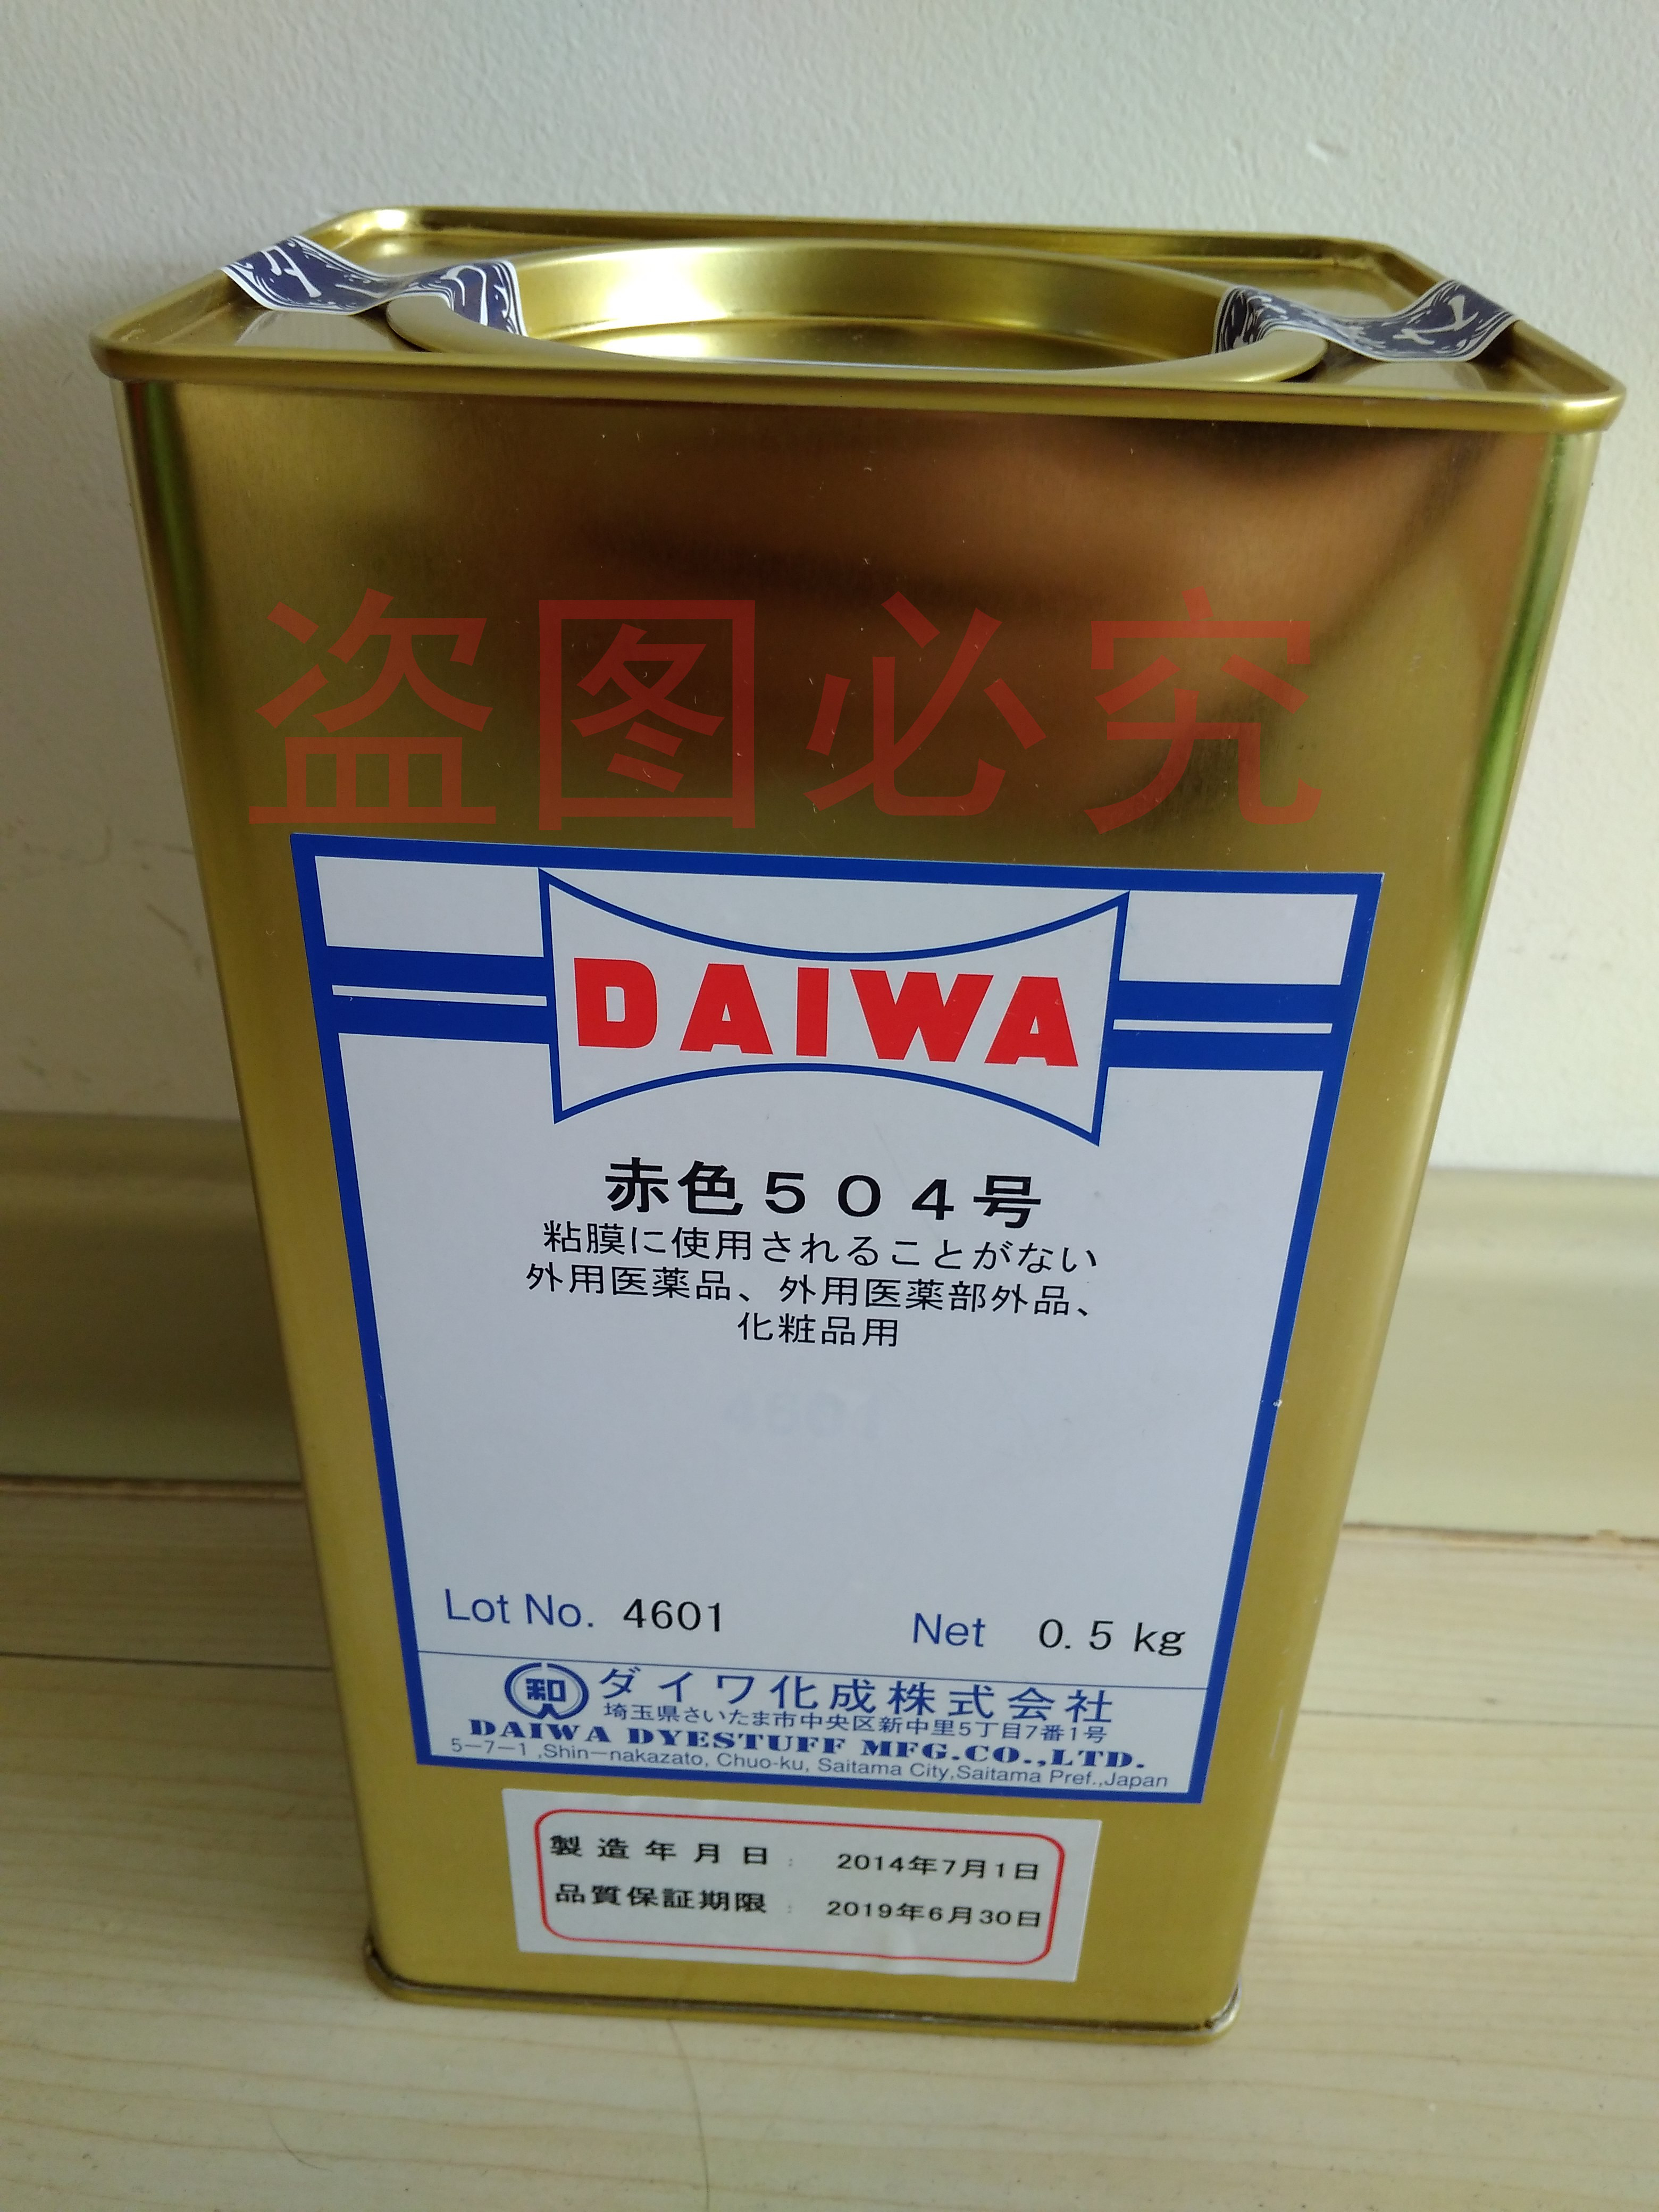 盗图必究
DAIWA
赤色５０４号
粘膜に使用されることがない
外用医薬品、外用医薬部外品、
化粧品用
Lot No. 4601 Net 0.5 kg
ダイワ化成株式会社
埼玉県さいたま市中央区新中里5丁目7番1号
DAIWA DYESTUFF MFG.CO.,LTD.
5-7-1 ,Shin-nakazato, Chuo-ku, Saitama City,Saitama Pref.,Japan
製造年月日 : 2014年7月1日
品質保証期限 : 2019年6月30日